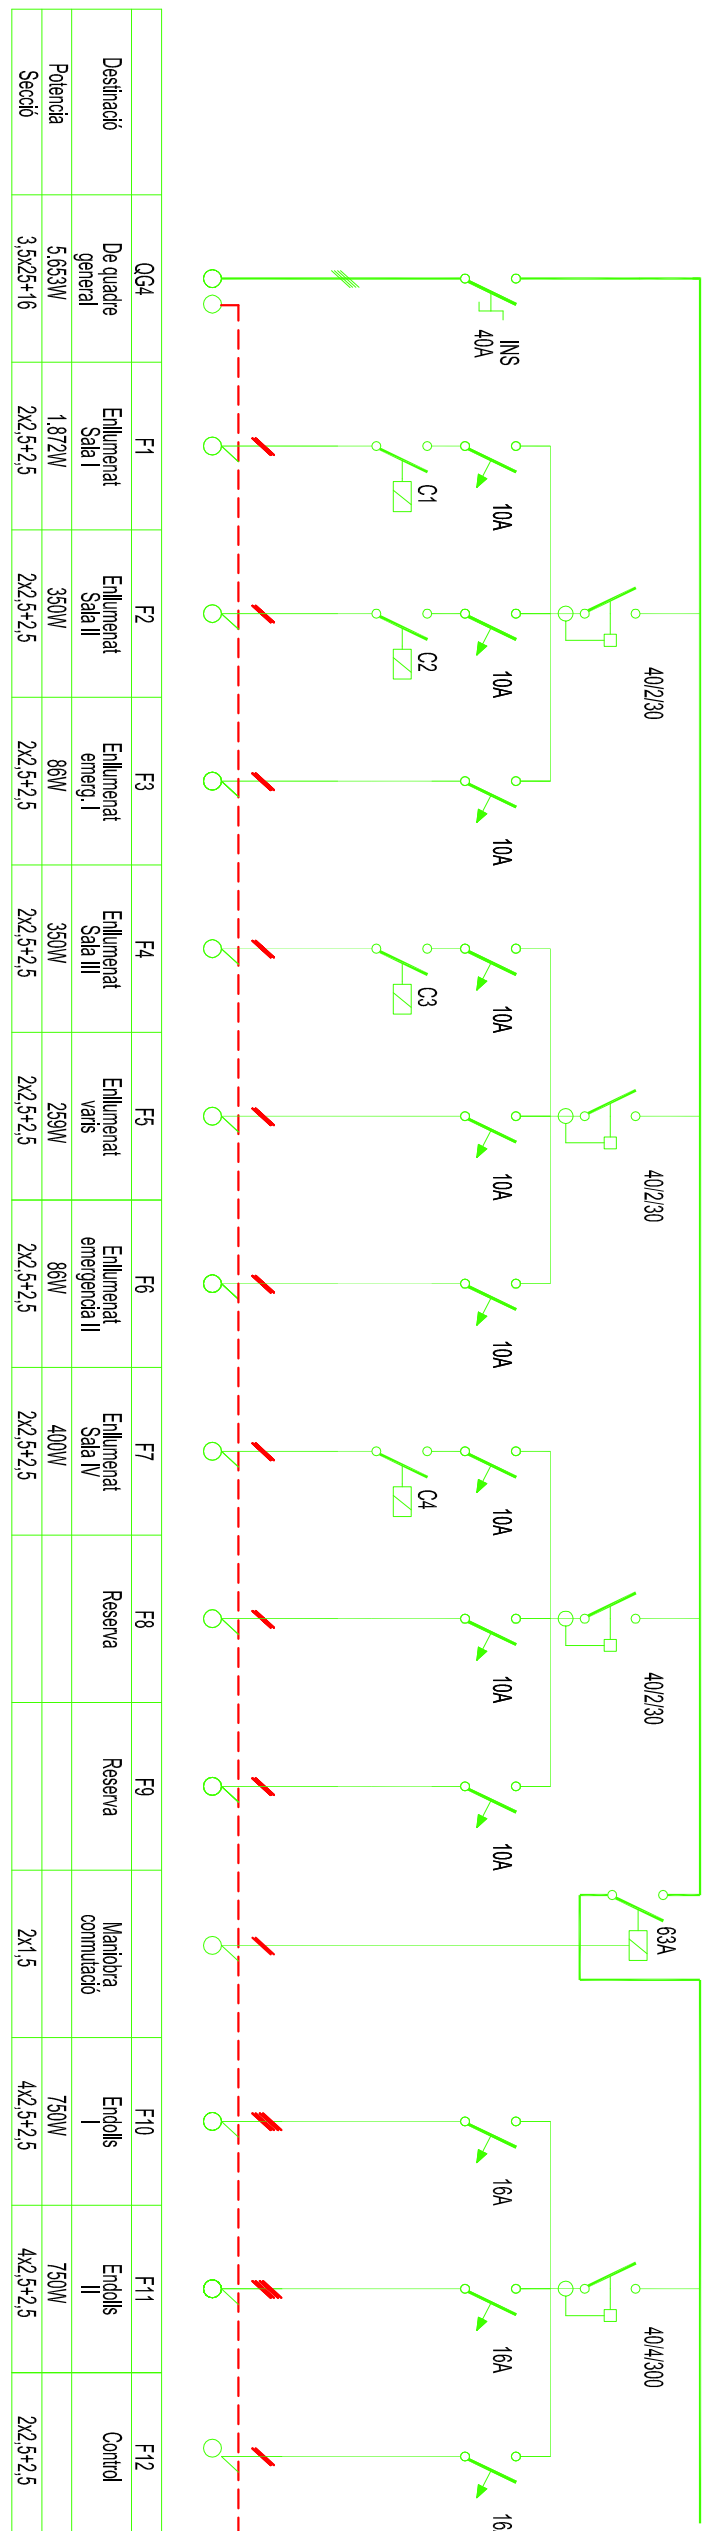 INS
40A
10A
C1
10A
C2
40/2/30
10A
10A
C3
10A
40/2/30
10A
10A
C4
10A
40/2/30
10A
63A
16A
16A
40/4/300
16
QG4
F1
F2
F3
F4
F5
F6
F7
F8
F9
F10
F11
F12
Destinació
De quadre
general
Enllumenat
Sala I
Enllumenat
Sala II
Enllumenat
emerg. I
Enllumenat
Sala III
Enllumenat
varis
Enllumenat
emergencia II
Enllumenat
Sala IV
Reserva
Reserva
Maniobra
conmutació
Endolls
I
Endolls
II
Control
Potencia
5.653W
1.872W
350W
86W
350W
259W
86W
400W
750W
750W
Secció
3,5x25+16
2x2,5+2,5
2x2,5+2,5
2x2,5+2,5
2x2,5+2,5
2x2,5+2,5
2x2,5+2,5
2x2,5+2,5
2x1,5
4x2,5+2,5
4x2,5+2,5
2x2,5+2,5